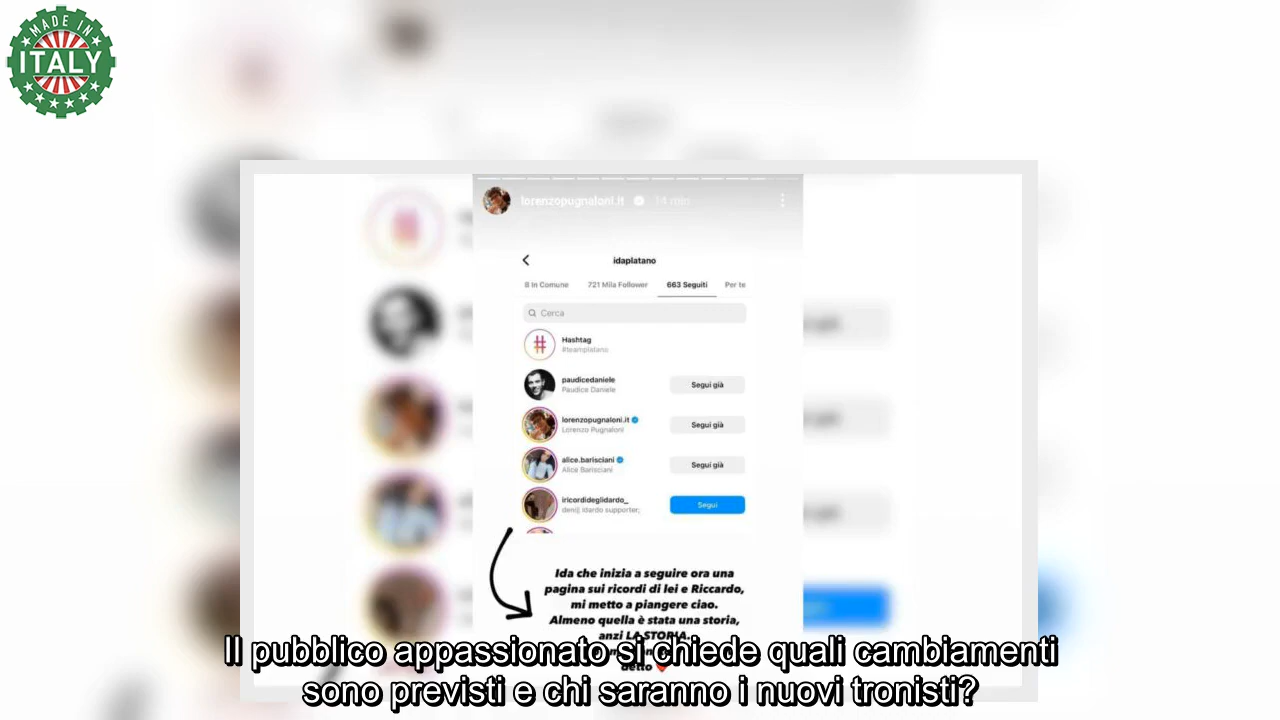 MADE IN
ITALY
lorenzopugnaloni.it 14 min
idaplatano
8 In Comune 721 Mila Follower 663 Seguiti Per te
Cerca
Hashtag
#teamplatano
paudicedaniele
Paudice Daniele
Segui già
lorenzopugnaloni.it
Lorenzo Pugnaloni
Segui già
alice.barisciani
Alice Barisciani
Segui già
iricordideglidardo_
denij idardo supporter;
Segui
Ida che inizia a seguire ora una
pagina sui ricordi di lei e Riccardo,
mi metto a piangere ciao.
Almeno quella è stata una storia,
anzi LA STORIA.
detto
Il pubblico appassionato si chiede quali cambiamenti
sono previsti e chi saranno i nuovi tronisti?